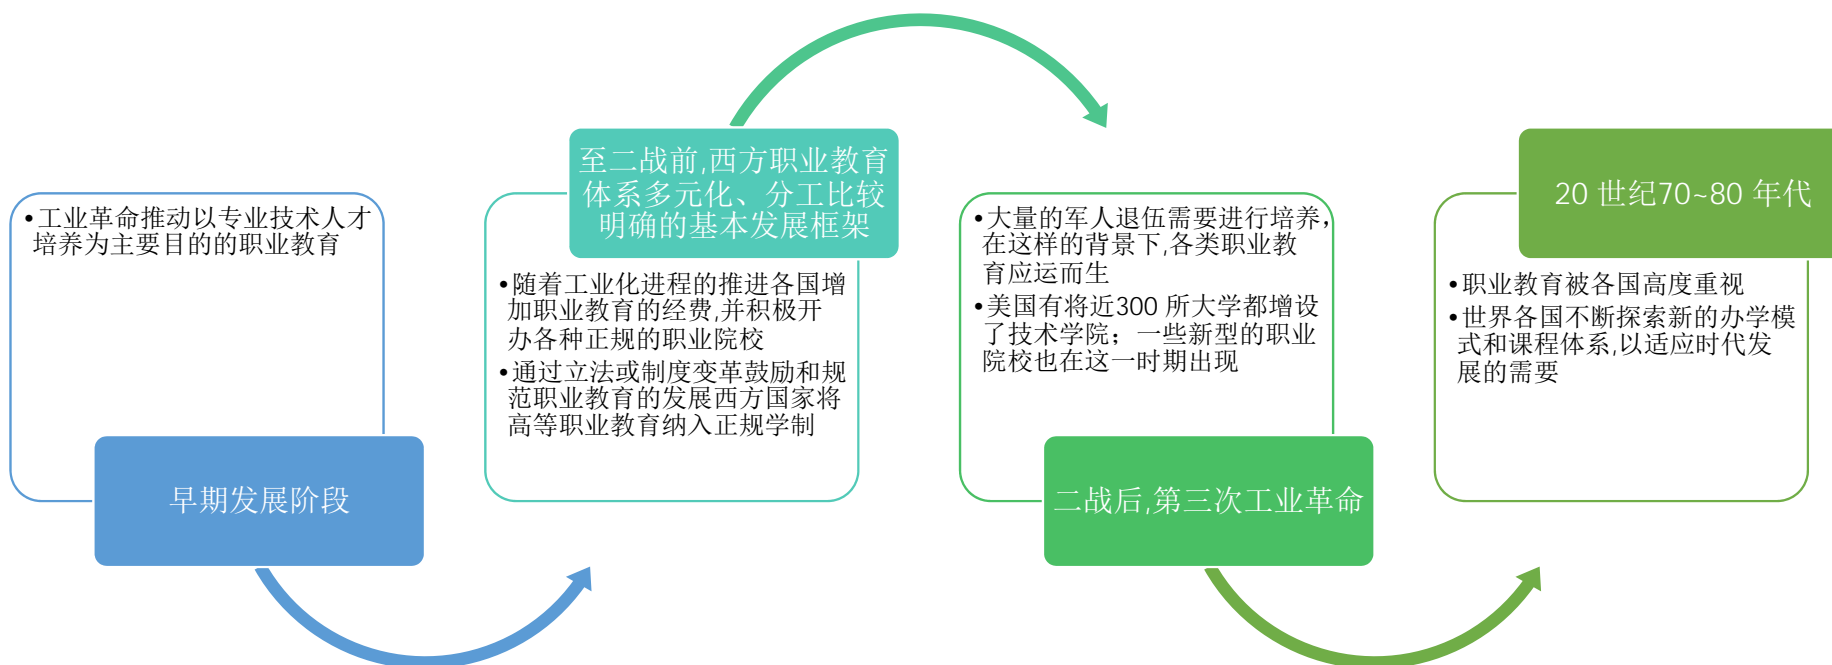 •工业革命推动以专业技术人才
培养为主要目的的职业教育
早期发展阶段
至二战前,西方职业教育
体系多元化、分工比较
明确的基本发展框架
•随着工业化进程的推进各国增
加职业教育的经费,并积极开
办各种正规的职业院校
•通过立法或制度变革鼓励和规
范职业教育的发展西方国家将
高等职业教育纳入正规学制
•大量的军人退伍需要进行培养,
在这样的背景下,各类职业教
育应运而生
•美国有将近300 所大学都增设
了技术学院；一些新型的职业
院校也在这一时期出现
二战后,第三次工业革命
20 世纪70~80 年代
•职业教育被各国高度重视
•世界各国不断探索新的办学模
式和课程体系,以适应时代发
展的需要